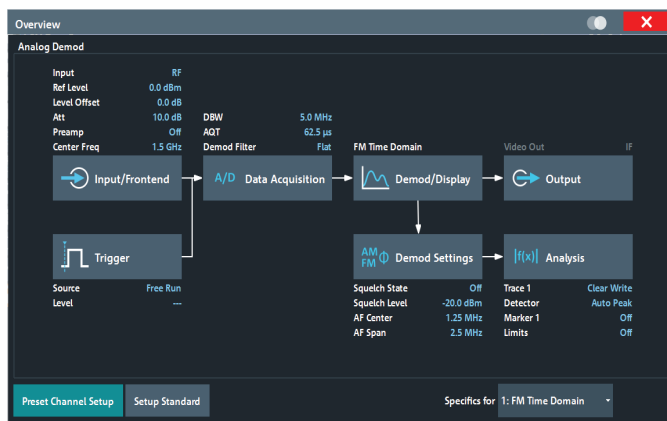 Overview
Analog Demod
Input RF
Ref Level 0.0 dBm
Level Offset 0.0 dB
Att 10.0 dB
Preamp Off
Center Freq 1.5 GHz
DBW 5.0 MHz
AQT 62.5 µs
Demod Filter Flat
FM Time Domain
Video Out IF
Input/Frontend
A/D Data Acquisition
Demod/Display
Output
Trigger
AM FM Φ Demod Settings
|f(x)| Analysis
Source Free Run
Level ---
Squelch State Off
Squelch Level -20.0 dBm
AF Center 1.25 MHz
AF Span 2.5 MHz
Trace 1 Clear Write
Detector Auto Peak
Marker 1 Off
Limits Off
Preset Channel Setup
Setup Standard
Specifics for 1: FM Time Domain